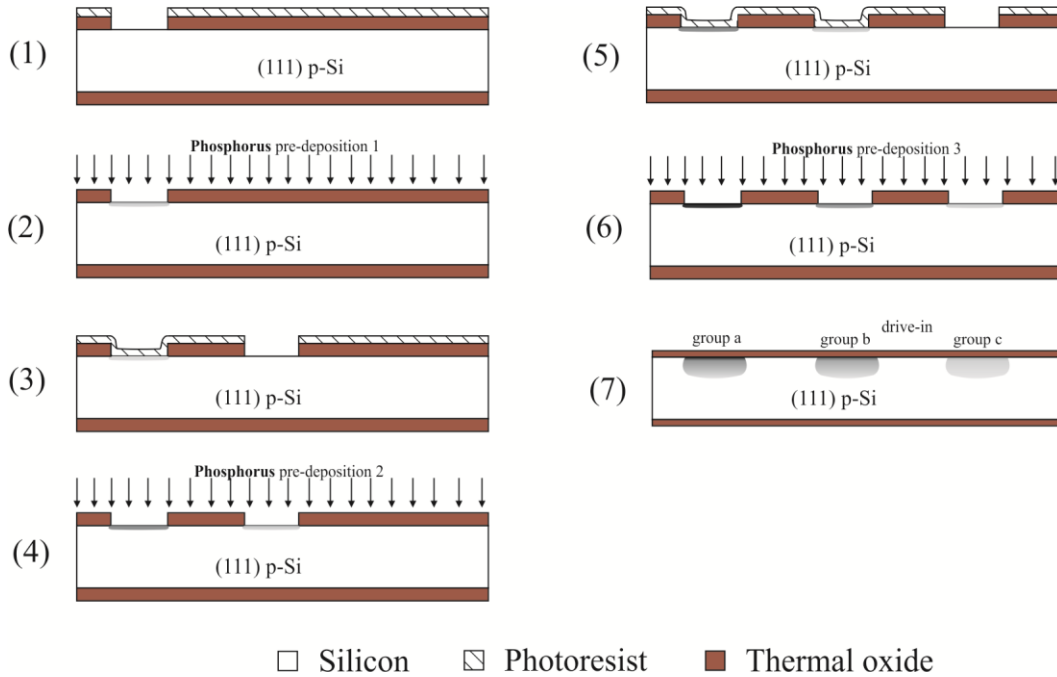 (1)
(111) p-Si
Phosphorus pre-deposition 1
(2)
(111) p-Si
(3)
(111) p-Si
Phosphorus pre-deposition 2
(4)
(111) p-Si
(5)
(111) p-Si
Phosphorus pre-deposition 3
(6)
(111) p-Si
drive-in
group a group b group c
(7)
(111) p-Si
Silicon Photoresist Thermal oxide